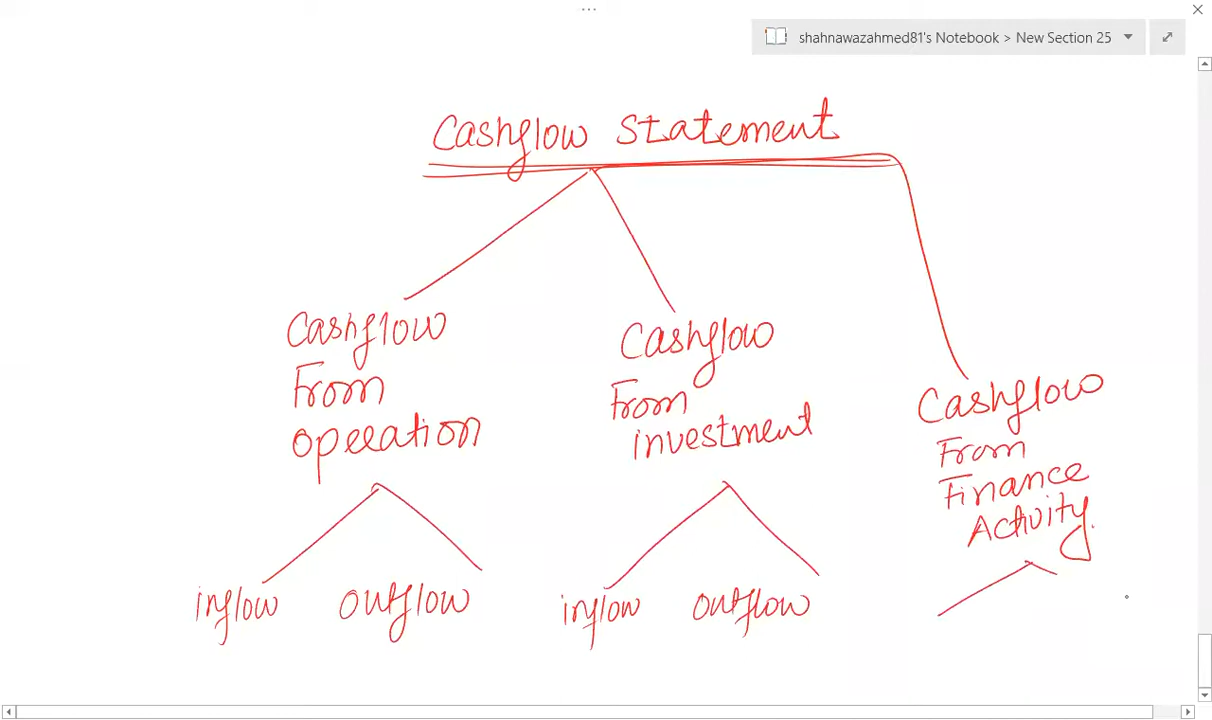 shahnawazahmed81's Notebook > New Section 25
Cashflow Statement
Cashflow
From
operation
Cashflow
From
investment
Cashflow
From
Finance
Activity.
inflow outflow
inflow outflow